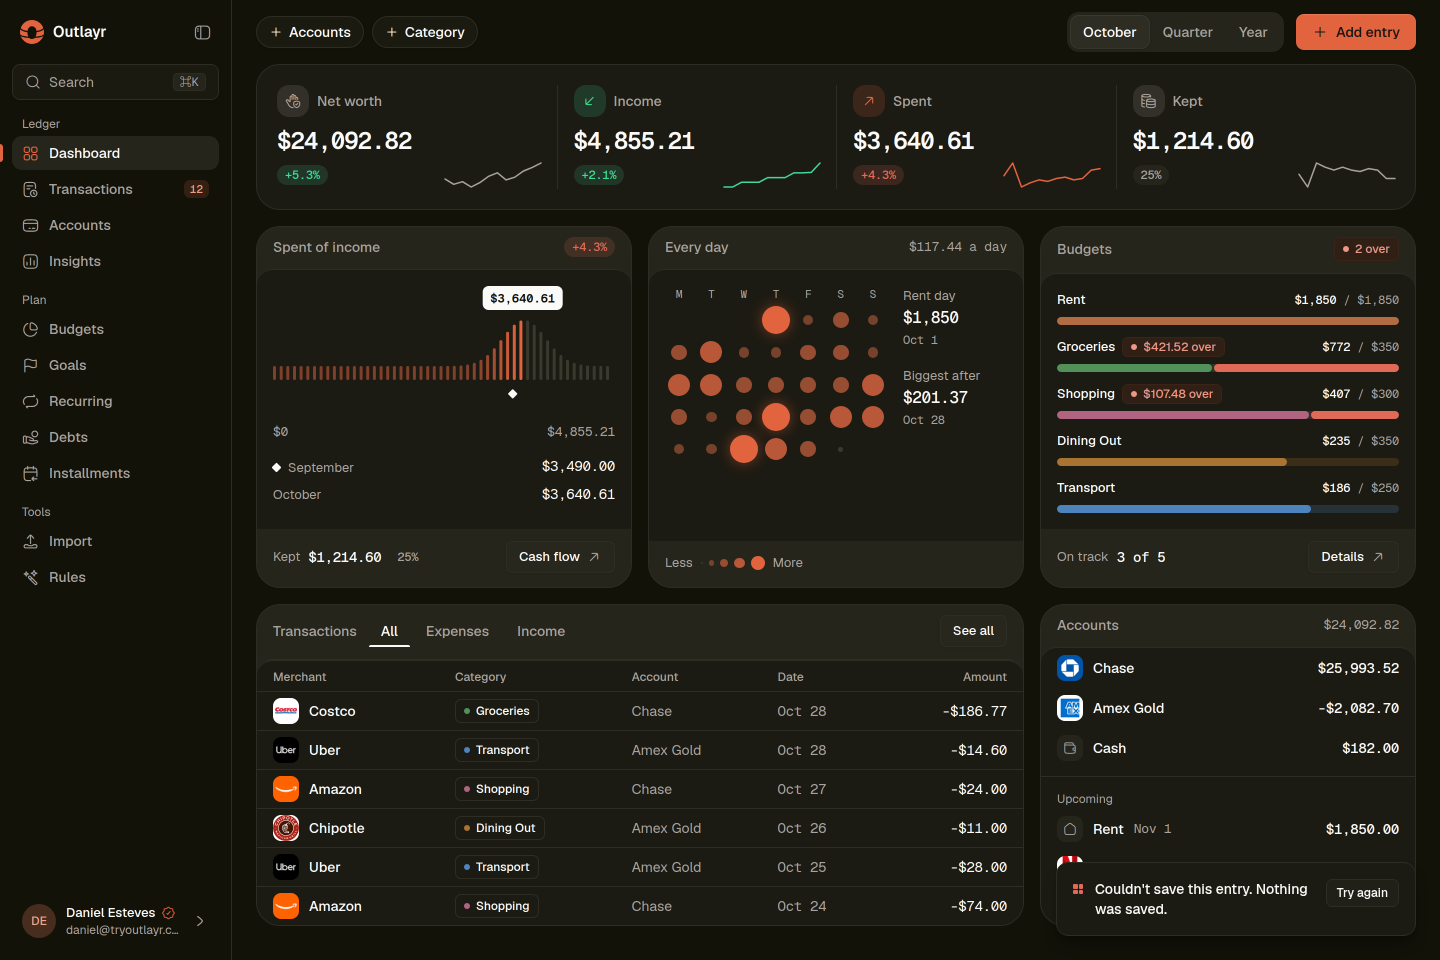 Outlayr
Search ⌘K
Ledger
Dashboard
Transactions 12
Accounts
Insights
Plan
Budgets
Goals
Recurring
Debts
Installments
Tools
Import
Rules
DE
Daniel Esteves
daniel@tryoutlayr.c...
Accounts Category
October Quarter Year
Add entry
Net worth
$24,092.82
+5.3%
Income
$4,855.21
+2.1%
Spent
$3,640.61
+4.3%
Kept
$1,214.60
25%
Spent of income +4.3%
$3,640.61
$0 $4,855.21
September $3,490.00
October $3,640.61
Kept $1,214.60 25% Cash flow
Every day $117.44 a day
M T W T F S S
Rent day
$1,850
Oct 1
Biggest after
$201.37
Oct 28
Less More
Budgets 2 over
Rent $1,850 / $1,850
Groceries $421.52 over $772 / $350
Shopping $107.48 over $407 / $300
Dining Out $235 / $350
Transport $186 / $250
On track 3 of 5 Details
Transactions All Expenses Income See all
Merchant Category Account Date Amount
Costco Costco Groceries Chase Oct 28 -$186.77
Uber Uber Transport Amex Gold Oct 28 -$14.60
Amazon Shopping Chase Oct 27 -$24.00
Chipotle Dining Out Amex Gold Oct 26 -$11.00
Uber Uber Transport Amex Gold Oct 25 -$28.00
Amazon Shopping Chase Oct 24 -$74.00
Accounts $24,092.82
Chase $25,993.52
AM
EX
Amex Gold -$2,082.70
Cash $182.00
Upcoming
Rent Nov 1 $1,850.00
Couldn't save this entry. Nothing
was saved.
Try again